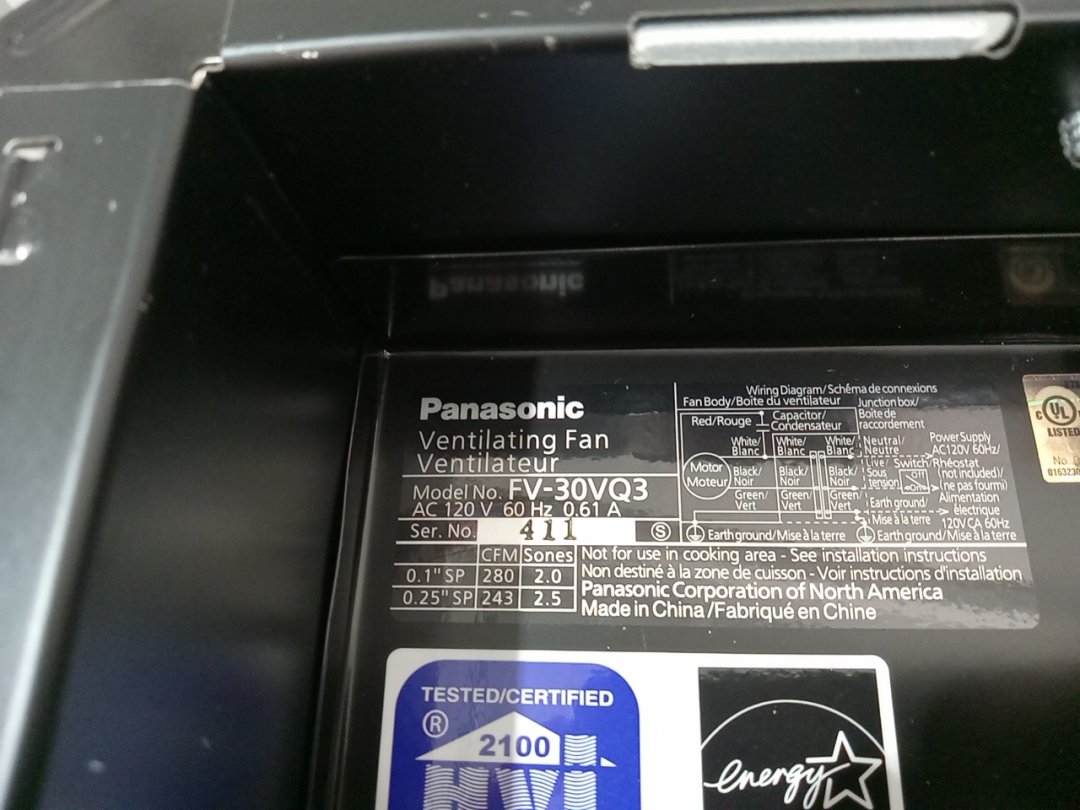 Panasonic
Ventilating Fan
Ventilateur
Model No. FV-30VQ3
AC 120 V 60 Hz 0.61 A
Ser. No. 411 S
CFM Sones
0.1" SP 280 2.0
0.25" SP 243 2.5
Wiring Diagram/Schéma de connexions
Fan Body/Boite du ventilateur
Junction box/
Boite de
raccordement
Red/Rouge
Capacitor/
Condensateur
White/
Blanc
White/
Blanc
White/
Blanc
Neutral/
Neutre
Power Supply
AC120V 60Hz/
Motor
Moteur
Black/
Noir
Black/
Noir
Black/
Noir
Live/
Sous
tension
Switch/Rhéostat
(not included)/
(ne pas fourni)
Off
On
Green/
Vert
Green/
Vert
Green/
Vert
Earth ground/
Mise à la terre
Alimentation
électrique
120V CA 60Hz
Earth ground/Mise à la terre
Earth ground/Mise à la terre
Not for use in cooking area - See installation instructions
Non destiné à la zone de cuisson - Voir instructions d'installation
Panasonic Corporation of North America
Made in China/Fabriqué en Chine
C UL
LISTED
No.
TESTED/CERTIFIED
®
2100
HVI
energy